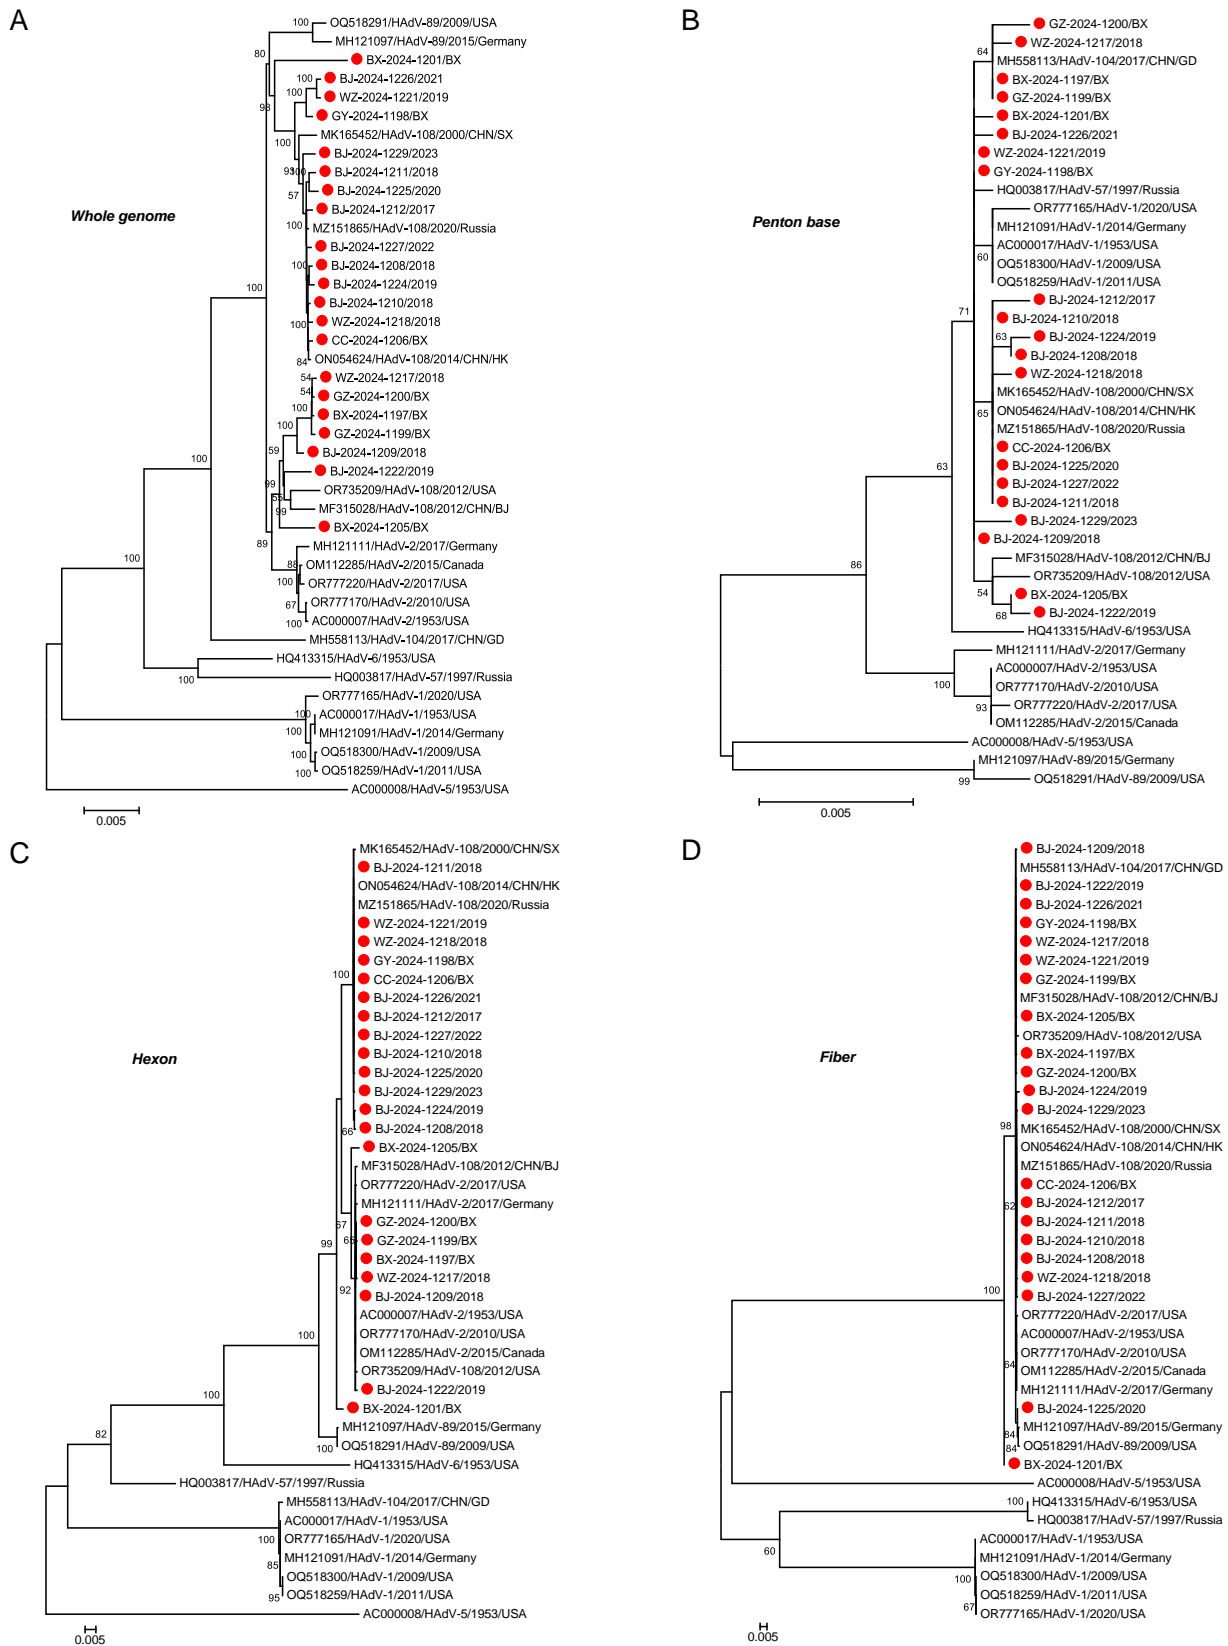 A
OQ518291/HAdV-89/2009/USA
100
MH121097/HAdV-89/2015/Germany
80
BX-2024-1201/BX
BJ-2024-1226/2021
100
98
100
WZ-2024-1221/2019
GY-2024-1198/BX
100
MK165452/HAdV-108/2000/CHN/SX
BJ-2024-1229/2023
93
100
BJ-2024-1211/2018
BJ-2024-1225/2020
57
BJ-2024-1212/2017
Whole genome
100
MZ151865/HAdV-108/2020/Russia
BJ-2024-1227/2022
100
BJ-2024-1208/2018
100
BJ-2024-1224/2019
BJ-2024-1210/2018
100
WZ-2024-1218/2018
CC-2024-1206/BX
84
ON054624/HAdV-108/2014/CHN/HK
54
WZ-2024-1217/2018
54
GZ-2024-1200/BX
100
BX-2024-1197/BX
100
GZ-2024-1199/BX
59
BJ-2024-1209/2018
100
BJ-2024-1222/2019
99
55
OR735209/HAdV-108/2012/USA
99
MF315028/HAdV-108/2012/CHN/BJ
BX-2024-1205/BX
89
MH121111/HAdV-2/2017/Germany
100
88
OM112285/HAdV-2/2015/Canada
100
OR777220/HAdV-2/2017/USA
67
OR777170/HAdV-2/2010/USA
100
AC000007/HAdV-2/1953/USA
MH558113/HAdV-104/2017/CHN/GD
HQ413315/HAdV-6/1953/USA
100
HQ003817/HAdV-57/1997/Russia
OR777165/HAdV-1/2020/USA
100
AC000017/HAdV-1/1953/USA
100
MH121091/HAdV-1/2014/Germany
OQ518300/HAdV-1/2009/USA
100
100
OQ518259/HAdV-1/2011/USA
AC000008/HAdV-5/1953/USA
0.005
B
GZ-2024-1200/BX
WZ-2024-1217/2018
64
MH558113/HAdV-104/2017/CHN/GD
BX-2024-1197/BX
GZ-2024-1199/BX
BX-2024-1201/BX
BJ-2024-1226/2021
WZ-2024-1221/2019
GY-2024-1198/BX
HQ003817/HAdV-57/1997/Russia
OR777165/HAdV-1/2020/USA
Penton base
MH121091/HAdV-1/2014/Germany
AC000017/HAdV-1/1953/USA
60
OQ518300/HAdV-1/2009/USA
OQ518259/HAdV-1/2011/USA
BJ-2024-1212/2017
71
BJ-2024-1210/2018
63
BJ-2024-1224/2019
BJ-2024-1208/2018
WZ-2024-1218/2018
MK165452/HAdV-108/2000/CHN/SX
65
ON054624/HAdV-108/2014/CHN/HK
MZ151865/HAdV-108/2020/Russia
CC-2024-1206/BX
BJ-2024-1225/2020
63
BJ-2024-1227/2022
BJ-2024-1211/2018
BJ-2024-1229/2023
BJ-2024-1209/2018
MF315028/HAdV-108/2012/CHN/BJ
86
OR735209/HAdV-108/2012/USA
54
BX-2024-1205/BX
68
BJ-2024-1222/2019
HQ413315/HAdV-6/1953/USA
MH121111/HAdV-2/2017/Germany
AC000007/HAdV-2/1953/USA
100
OR777170/HAdV-2/2010/USA
93
OR777220/HAdV-2/2017/USA
OM112285/HAdV-2/2015/Canada
AC000008/HAdV-5/1953/USA
MH121097/HAdV-89/2015/Germany
99
OQ518291/HAdV-89/2009/USA
0.005
C
MK165452/HAdV-108/2000/CHN/SX
BJ-2024-1211/2018
ON054624/HAdV-108/2014/CHN/HK
MZ151865/HAdV-108/2020/Russia
WZ-2024-1221/2019
WZ-2024-1218/2018
GY-2024-1198/BX
100
CC-2024-1206/BX
BJ-2024-1226/2021
BJ-2024-1212/2017
BJ-2024-1227/2022
Hexon
BJ-2024-1210/2018
BJ-2024-1225/2020
BJ-2024-1229/2023
BJ-2024-1224/2019
66
BJ-2024-1208/2018
BX-2024-1205/BX
MF315028/HAdV-108/2012/CHN/BJ
OR777220/HAdV-2/2017/USA
MH121111/HAdV-2/2017/Germany
67
GZ-2024-1200/BX
99
GZ-2024-1199/BX
BX-2024-1197/BX
WZ-2024-1217/2018
92
BJ-2024-1209/2018
AC000007/HAdV-2/1953/USA
OR777170/HAdV-2/2010/USA
100
OM112285/HAdV-2/2015/Canada
OR735209/HAdV-108/2012/USA
BJ-2024-1222/2019
100
BX-2024-1201/BX
MH121097/HAdV-89/2015/Germany
82
100
OQ518291/HAdV-89/2009/USA
HQ413315/HAdV-6/1953/USA
HQ003817/HAdV-57/1997/Russia
MH558113/HAdV-104/2017/CHN/GD
AC000017/HAdV-1/1953/USA
100
OR777165/HAdV-1/2020/USA
85
MH121091/HAdV-1/2014/Germany
OQ518300/HAdV-1/2009/USA
95
OQ518259/HAdV-1/2011/USA
AC000008/HAdV-5/1953/USA
0.005
D
BJ-2024-1209/2018
MH558113/HAdV-104/2017/CHN/GD
BJ-2024-1222/2019
BJ-2024-1226/2021
GY-2024-1198/BX
WZ-2024-1217/2018
WZ-2024-1221/2019
GZ-2024-1199/BX
MF315028/HAdV-108/2012/CHN/BJ
BX-2024-1205/BX
OR735209/HAdV-108/2012/USA
Fiber
BX-2024-1197/BX
GZ-2024-1200/BX
BJ-2024-1224/2019
BJ-2024-1229/2023
98
MK165452/HAdV-108/2000/CHN/SX
ON054624/HAdV-108/2014/CHN/HK
MZ151865/HAdV-108/2020/Russia
CC-2024-1206/BX
62
BJ-2024-1212/2017
BJ-2024-1211/2018
BJ-2024-1210/2018
BJ-2024-1208/2018
WZ-2024-1218/2018
100
BJ-2024-1227/2022
OR777220/HAdV-2/2017/USA
AC000007/HAdV-2/1953/USA
OR777170/HAdV-2/2010/USA
64
OM112285/HAdV-2/2015/Canada
MH121111/HAdV-2/2017/Germany
BJ-2024-1225/2020
84
MH121097/HAdV-89/2015/Germany
84
OQ518291/HAdV-89/2009/USA
BX-2024-1201/BX
AC000008/HAdV-5/1953/USA
100
HQ413315/HAdV-6/1953/USA
HQ003817/HAdV-57/1997/Russia
AC000017/HAdV-1/1953/USA
60
MH121091/HAdV-1/2014/Germany
100
OQ518300/HAdV-1/2009/USA
OQ518259/HAdV-1/2011/USA
67
OR777165/HAdV-1/2020/USA
0.005